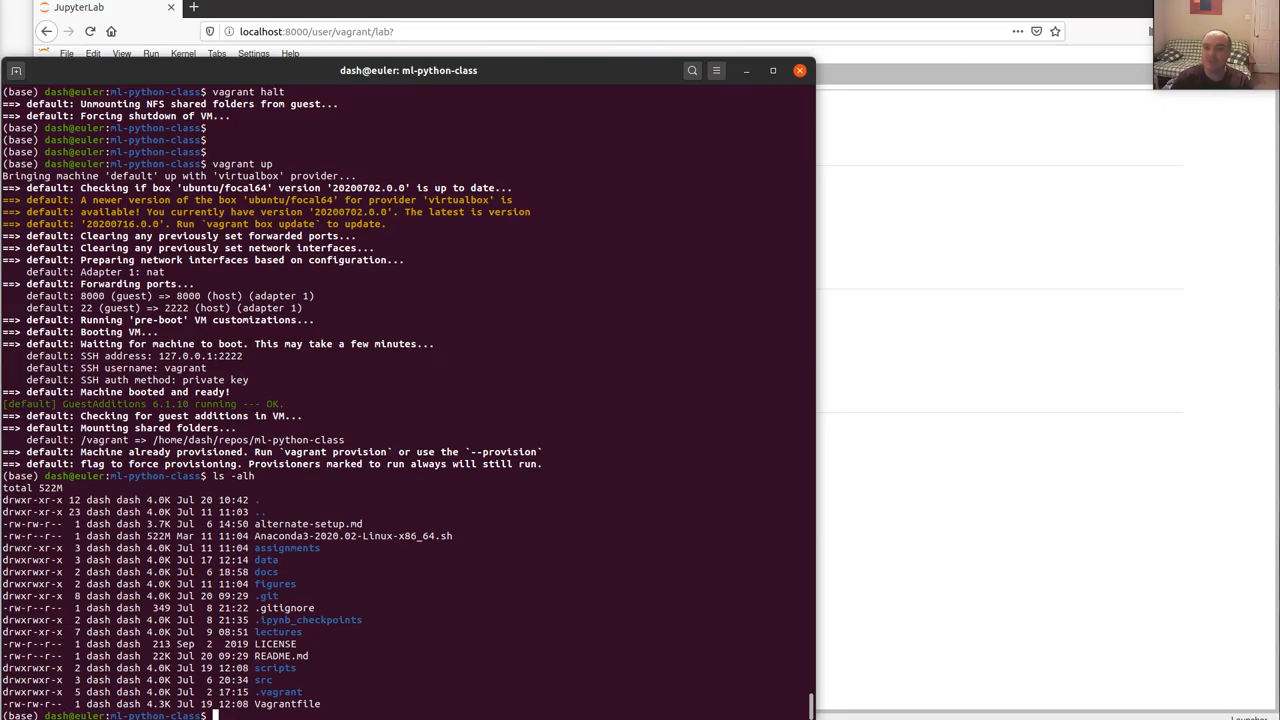 JupyterLab
localhost:8000/user/vagrant/lab?
File Edit View Run Kernel Tabs Settings Help
dash@euler: ml-python-class
(base) dash@euler:ml-python-class$ vagrant halt
==> default: Unmounting NFS shared folders from guest...
==> default: Forcing shutdown of VM...
(base) dash@euler:ml-python-class$
(base) dash@euler:ml-python-class$
(base) dash@euler:ml-python-class$
(base) dash@euler:ml-python-class$ vagrant up
Bringing machine 'default' up with 'virtualbox' provider...
==> default: Checking if box 'ubuntu/focal64' version '20200702.0.0' is up to date...
==> default: A newer version of the box 'ubuntu/focal64' for provider 'virtualbox' is
==> default: available! You currently have version '20200702.0.0'. The latest is version
==> default: '20200716.0.0'. Run `vagrant box update` to update.
==> default: Clearing any previously set forwarded ports...
==> default: Clearing any previously set network interfaces...
==> default: Preparing network interfaces based on configuration...
default: Adapter 1: nat
==> default: Forwarding ports...
default: 8000 (guest) => 8000 (host) (adapter 1)
default: 22 (guest) => 2222 (host) (adapter 1)
==> default: Running 'pre-boot' VM customizations...
==> default: Booting VM...
==> default: Waiting for machine to boot. This may take a few minutes...
default: SSH address: 127.0.0.1:2222
default: SSH username: vagrant
default: SSH auth method: private key
==> default: Machine booted and ready!
[default] GuestAdditions 6.1.10 running --- OK.
==> default: Checking for guest additions in VM...
==> default: Mounting shared folders...
default: /vagrant => /home/dash/repos/ml-python-class
==> default: Machine already provisioned. Run `vagrant provision` or use the `--provision`
==> default: flag to force provisioning. Provisioners marked to run always will still run.
(base) dash@euler:ml-python-class$ ls -alh
total 522M
drwxr-xr-x 12 dash dash 4.0K Jul 20 10:42 .
drwxr-xr-x 23 dash dash 4.0K Jul 11 11:03 ..
-rw-rw-r-- 1 dash dash 3.7K Jul 6 14:50 alternate-setup.md
-rw-rw-r-- 1 dash dash 522M Mar 11 11:04 Anaconda3-2020.02-Linux-x86_64.sh
drwxr-xr-x 3 dash dash 4.0K Jul 11 11:04 assignments
drwxrwxr-x 3 dash dash 4.0K Jul 17 12:14 data
drwxrwxr-x 2 dash dash 4.0K Jul 6 18:58 docs
drwxrwxr-x 2 dash dash 4.0K Jul 11 11:04 figures
drwxrwxr-x 8 dash dash 4.0K Jul 20 09:29 .git
-rw-r--r-- 1 dash dash 349 Jul 8 21:22 .gitignore
drwxrwxr-x 2 dash dash 4.0K Jul 8 21:35 .ipynb_checkpoints
drwxr-xr-x 7 dash dash 4.0K Jul 9 08:51 lectures
-rw-r--r-- 1 dash dash 213 Sep 2 2019 LICENSE
-rw-rw-r-- 1 dash dash 22K Jul 20 09:29 README.md
drwxrwxr-x 2 dash dash 4.0K Jul 19 12:08 scripts
drwxrwxr-x 3 dash dash 4.0K Jul 6 20:34 src
drwxrwxr-x 5 dash dash 4.0K Jul 2 17:15 .vagrant
-rw-rw-r-- 1 dash dash 4.3K Jul 19 12:08 Vagrantfile
(base) dash@euler:ml-python-class$